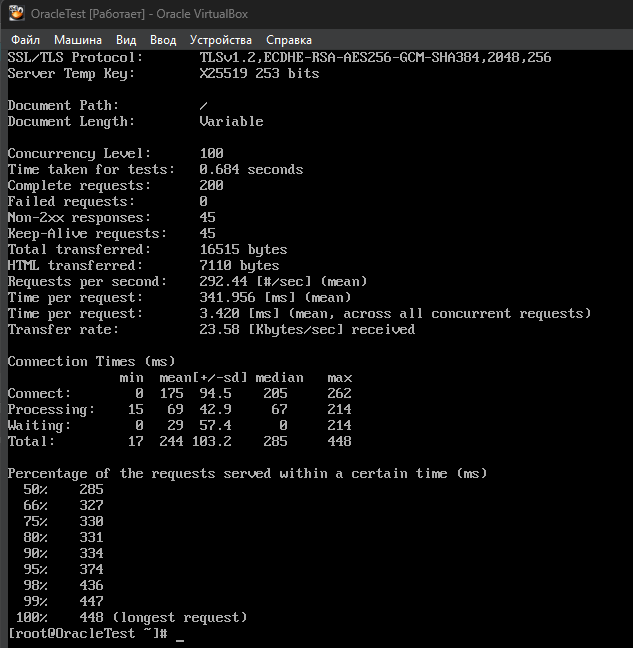 OracleTest [Работает] - Oracle VirtualBox
Файл Машина Вид Ввод Устройства Справка
SSL/TLS Protocol: TLSv1.2,ECDHE-RSA-AES256-GCM-SHA384,2048,256
Server Temp Key: X25519 253 bits
Document Path: /
Document Length: Variable
Concurrency Level: 100
Time taken for tests: 0.684 seconds
Complete requests: 200
Failed requests: 0
Non-2xx responses: 45
Keep-Alive requests: 45
Total transferred: 16515 bytes
HTML transferred: 7110 bytes
Requests per second: 292.44 [#/sec] (mean)
Time per request: 341.956 [ms] (mean)
Time per request: 3.420 [ms] (mean, across all concurrent requests)
Transfer rate: 23.58 [Kbytes/sec] received
Connection Times (ms)
min mean[+/-sd] median max
Connect: 0 175 94.5 205 262
Processing: 15 69 42.9 67 214
Waiting: 0 29 57.4 0 214
Total: 17 244 103.2 285 448
Percentage of the requests served within a certain time (ms)
50% 285
66% 327
75% 330
80% 331
90% 334
95% 374
98% 436
99% 447
100% 448 (longest request)
[root@OracleTest ~]# _